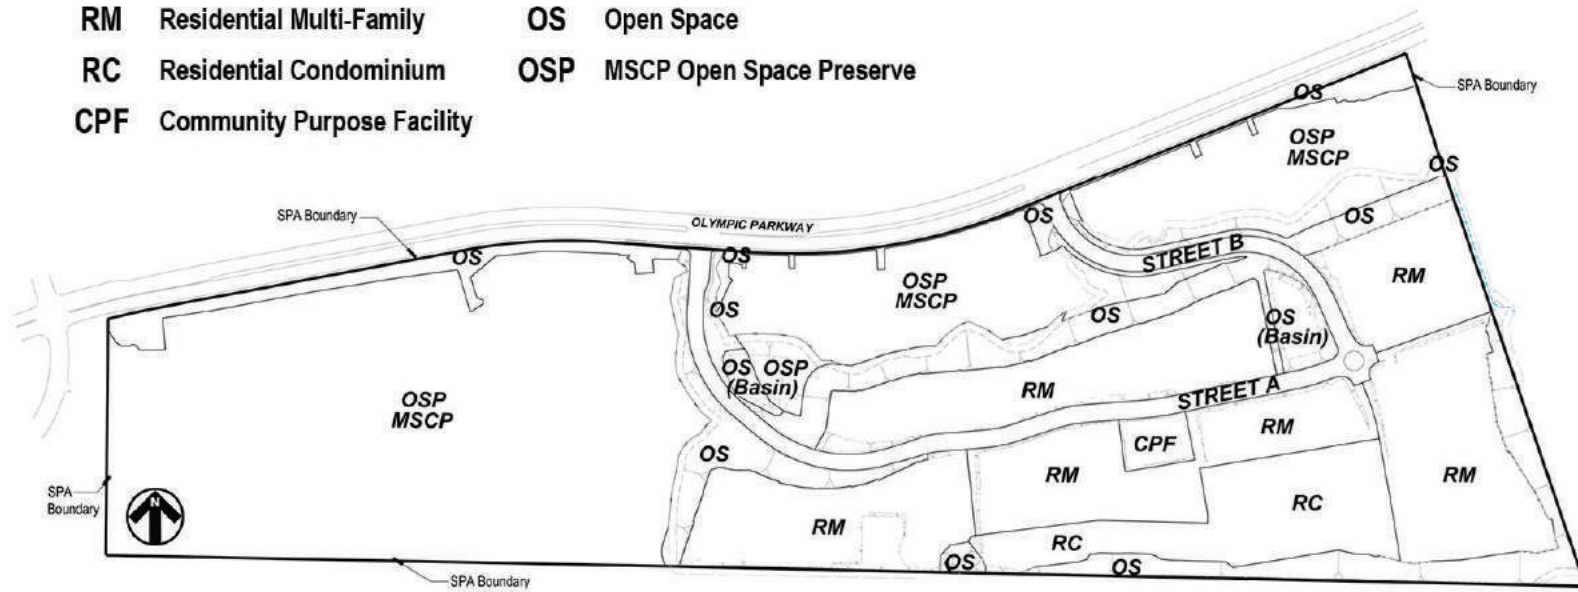 RM Residential Multi-Family
OS Open Space
RC Residential Condominium
OSP MSCP Open Space Preserve
CPF Community Purpose Facility
SPA Boundary
OS
OSP
MSCP
OS
SPA Boundary
OLYMPIC PARKWAY
OS
OS
STREET B
OS
OS
RM
OSP
MSCP
OS
OS
OS
(Basin)
OS
(Basin)
OSP
RM
STREET A
OSP
MSCP
RM
CPF
OS
RM
RM
RC
SPA
Boundary
N
RM
RC
OS
OS
SPA Boundary